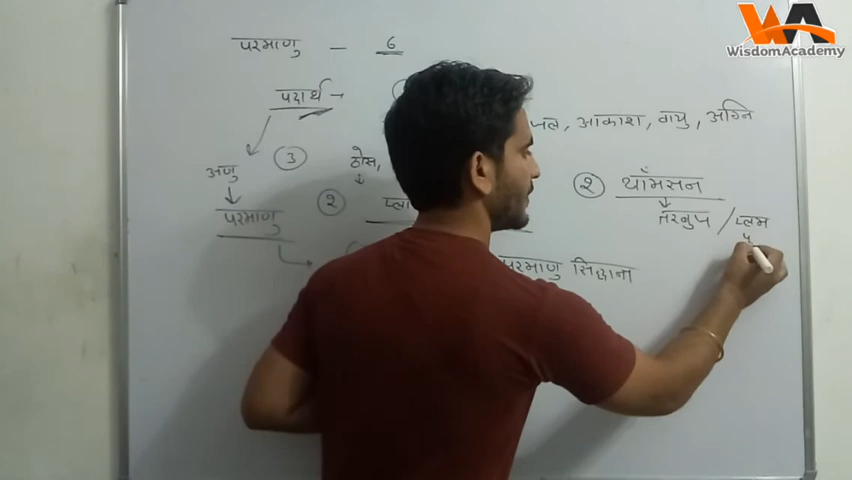 WisdomAcademy
परमाणु – 6
पदार्थ →
जल, आकाश, वायु, अग्नि
अणु
③ ठोस,
② थॉमसन
परमाणु
②
तरबुप / प्लम
परमाणु सिद्धान्त